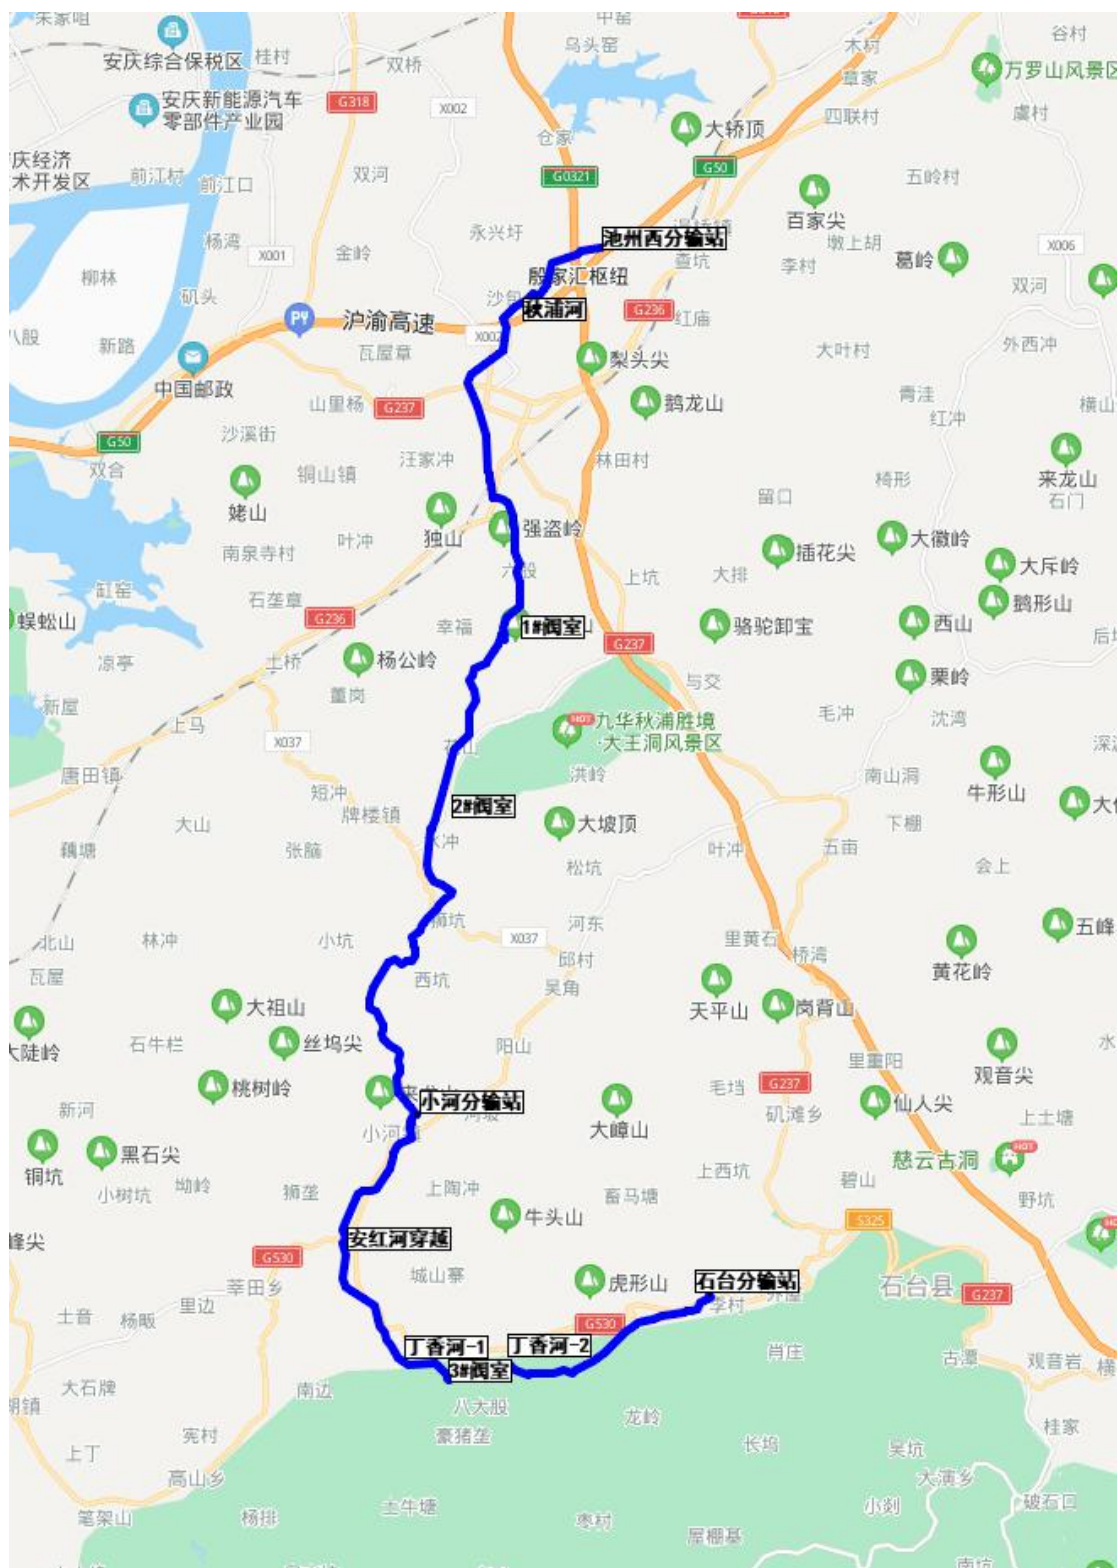 朱家咀
安庆综合保税区
桂村
双桥
中窑
乌头窑
木村
章家
谷村
万罗山风景区
安庆新能源汽车
零部件产业园
G318
X002
仓家
大轿顶
四联村
虞村
庆经济
术开发区
前江村
前江口
双河
G0321
G50
百家尖
五岭村
杨湾
永兴圩
池州西分输站
墩上胡
X006
X001
金岭
查坑
李村
葛岭
双河
柳林
矶头
殷家汇枢纽
秋浦河
G236
红庙
八股
新路
沪渝高速
X002
瓦屋章
大叶村
外西冲
中国邮政
梨头尖
山里杨
G237
鹅龙山
青洼
红冲
横山
G50
沙溪街
双合
汪家冲
林田村
来龙山
石门
铜山镇
椅形
留口
姥山
独山
强盗岭
大徽岭
南泉寺村
叶冲
插花尖
大斥岭
缸窑
石垄章
上坑
大排
鹅形山
蜈蚣山
G236
幸福
1#阀室
骆驼卸宝
西山
凉亭
土桥
杨公岭
G237
栗岭
新屋
董岗
与交
毛冲
沈湾
上马
X037
九华秋浦胜境
·大王洞风景区
HOT
唐田镇
短冲
洪岭
南山洞
牛形山
牌楼镇
2#阀室
大坡顶
下棚
大山
张脑
叶冲
五亩
藕塘
松坑
会上
狮坑
河东
五峰
北山
林冲
小坑
X037
里黄石
桥湾
黄花岭
瓦屋
西坑
邱村
吴角
天平山
岗背山
大祖山
大陡岭
石牛栏
丝坞尖
阳山
里重阳
观音尖
桃树岭
毛垱
G237
仙人尖
新河
小河分输站
大嶂山
矶滩乡
上土塘
铜坑
黑石尖
小河镇
慈云古洞
HOT
小树坑
坳岭
狮垄
上陶冲
畜马塘
上西坑
碧山
野坑
牛头山
S325
峰尖
G530
安红河穿越
莘田乡
城山寨
虎形山
石台分输站
石台县
G237
里边
李村
土音
杨畈
G530
丁香河-1
丁香河-2
肖庄
古潭
观音岩
3#阀室
大石牌
南边
八大股
龙岭
桂家
宪村
豪猪垄
长坞
吴坑
上丁
高山乡
大演乡
土牛塘
笔架山
杨排
枣村
小剡
破石口
屋棚基
南坑